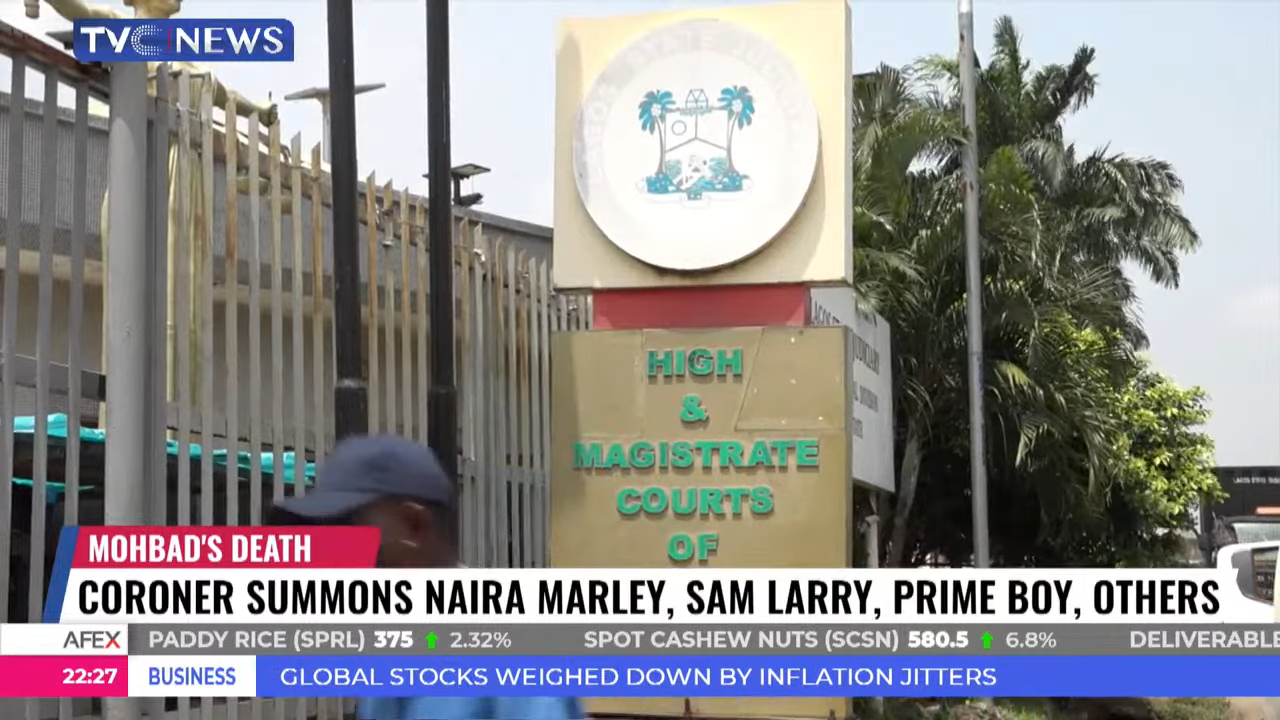 TVC NEWS
STATE
HIGH
&
MAGISTRATE
COURTS
OF
MOHBAD'S DEATH
CORONER SUMMONS NAIRA MARLEY, SAM LARRY, PRIME BOY, OTHERS
AFEX PADDY RICE (SPRL) 375 2.32% SPOT CASHEW NUTS (SCSN) 580.5 6.8% DELIVERABLE
22:27 BUSINESS GLOBAL STOCKS WEIGHED DOWN BY INFLATION JITTERS